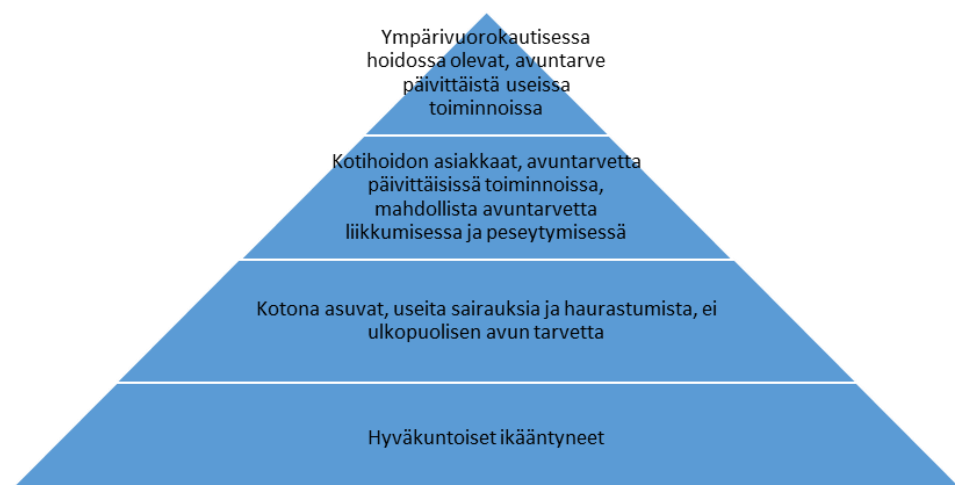 Ympärivuorokautisessa
hoidossa olevat, avuntarve
päivittäistä useissa
toiminnoissa
Kotihoidon asiakkaat, avuntarvetta
päivittäisissä toiminnoissa,
mahdollista avuntarvetta
liikkumisessa ja peseytymisessä
Kotona asuvat, useita sairauksia ja haurastumista, ei
ulkopuolisen avun tarvetta
Hyväkuntoiset ikääntyneet